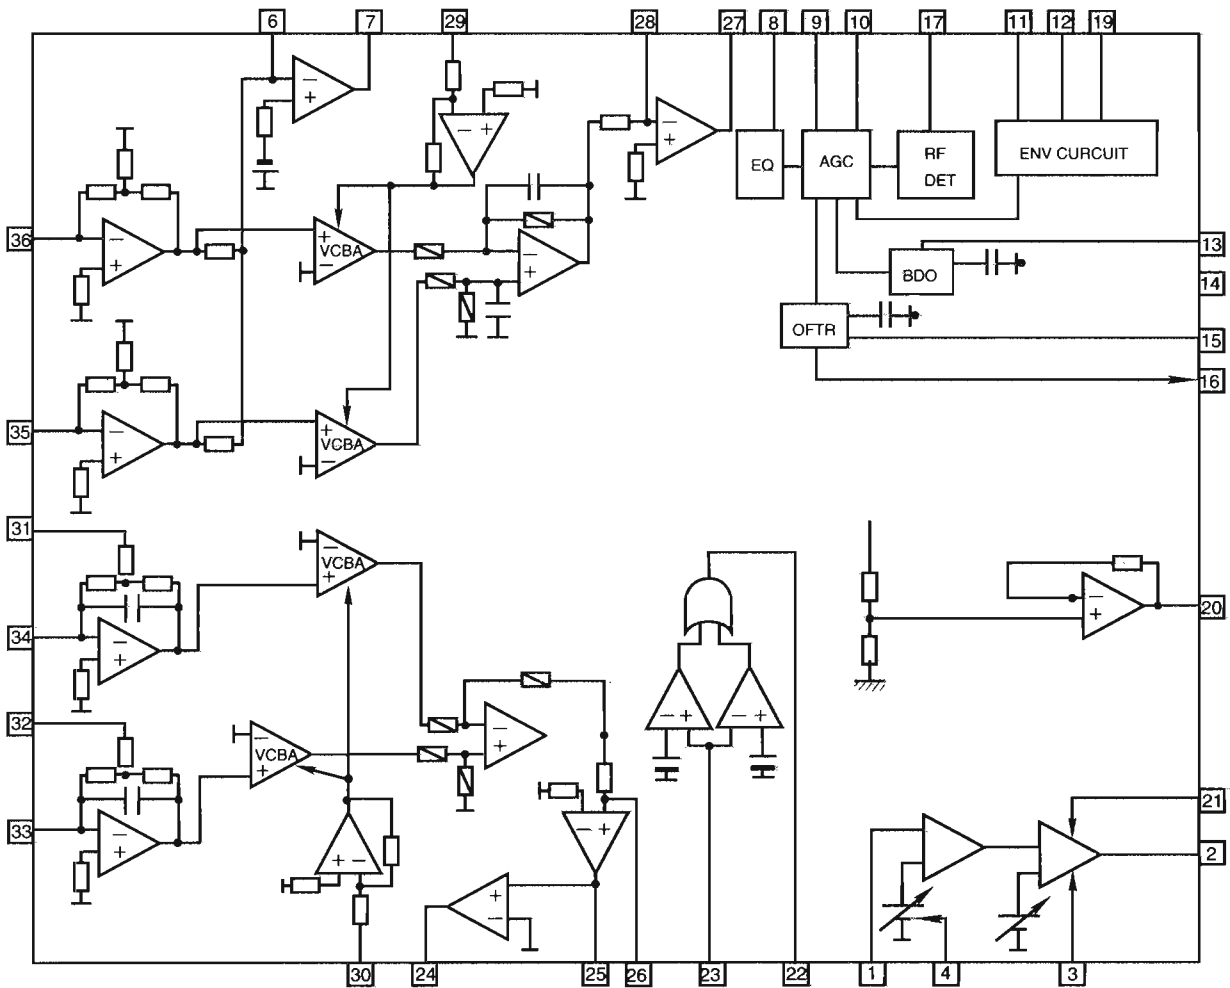 6 7 29 28 27 8 9 10 17 11 12 19
− +
− +
− +
EQ
AGC
RF
DET
ENV CURCUIT
36
− +
+ VCBA −
− +
13
BDO
14
OFTR
15
16
35
− +
+ VCBA −
31
− VCBA +
34
− +
20
− +
32
− VCBA +
− +
− + − +
33
− +
− +
21
2
+ −
+ −
30 24 25 26 23 22 1 4 3